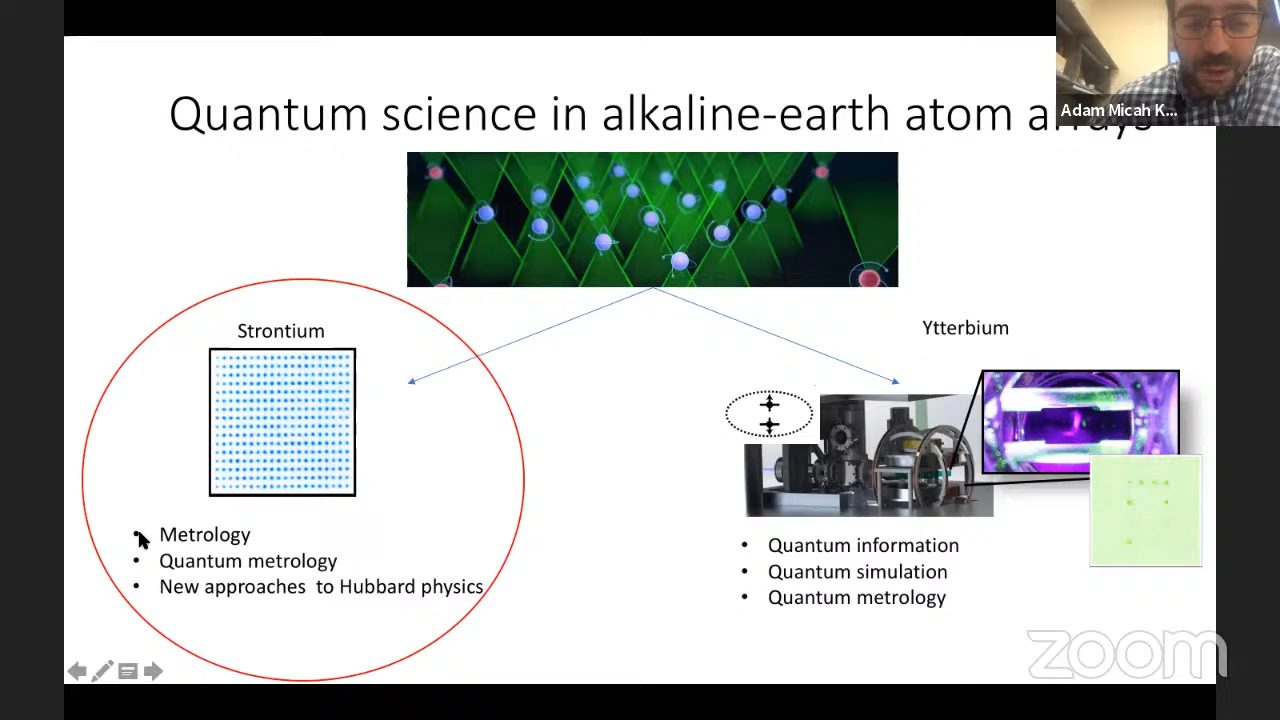 Adam Micah K...
Quantum science in alkaline-earth atom arrays
Strontium
• Metrology
• Quantum metrology
• New approaches to Hubbard physics
Ytterbium
• Quantum information
• Quantum simulation
• Quantum metrology
zoom